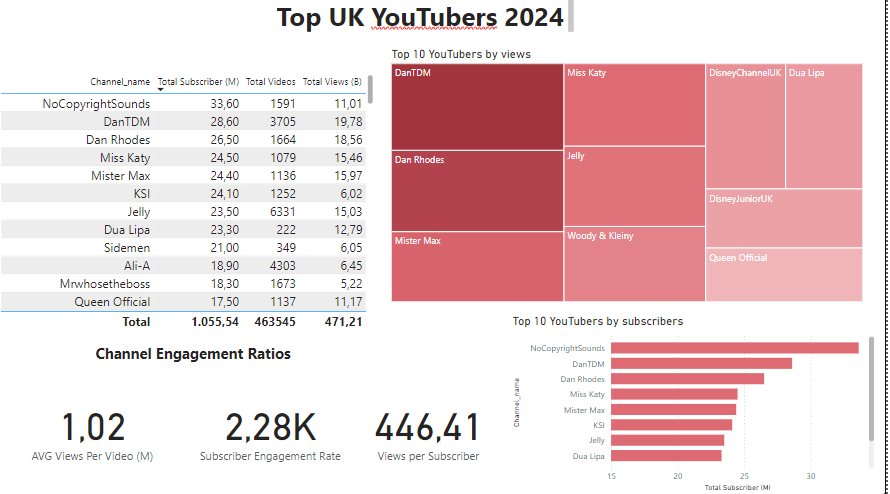 Top UK YouTubers 2024
Channel_name Total Subscriber (M) Total Videos Total Views (B)
NoCopyrightSounds 33,60 1591 11,01
DanTDM 28,60 3705 19,78
Dan Rhodes 26,50 1664 18,56
Miss Katy 24,50 1079 15,46
Mister Max 24,40 1136 15,97
KSI 24,10 1252 6,02
Jelly 23,50 6331 15,03
Dua Lipa 23,30 222 12,79
Sidemen 21,00 349 6,05
Ali-A 18,90 4303 6,45
Mrwhosetheboss 18,30 1673 5,22
Queen Official 17,50 1137 11,17
Total 1.055,54 463545 471,21
Top 10 YouTubers by views
DanTDM
Dan Rhodes
Mister Max
Miss Katy
Jelly
Woody & Kleiny
DisneyChannelUK
Dua Lipa
DisneyJuniorUK
Queen Official
Channel Engagement Ratios
1,02
AVG Views Per Video (M)
2,28K
Subscriber Engagement Rate
446,41
Views per Subscriber
Top 10 YouTubers by subscribers
Channel_name
NoCopyrightSounds
DanTDM
Dan Rhodes
Miss Katy
Mister Max
KSI
Jelly
Dua Lipa
15 20 25 30
Total Subscriber (M)